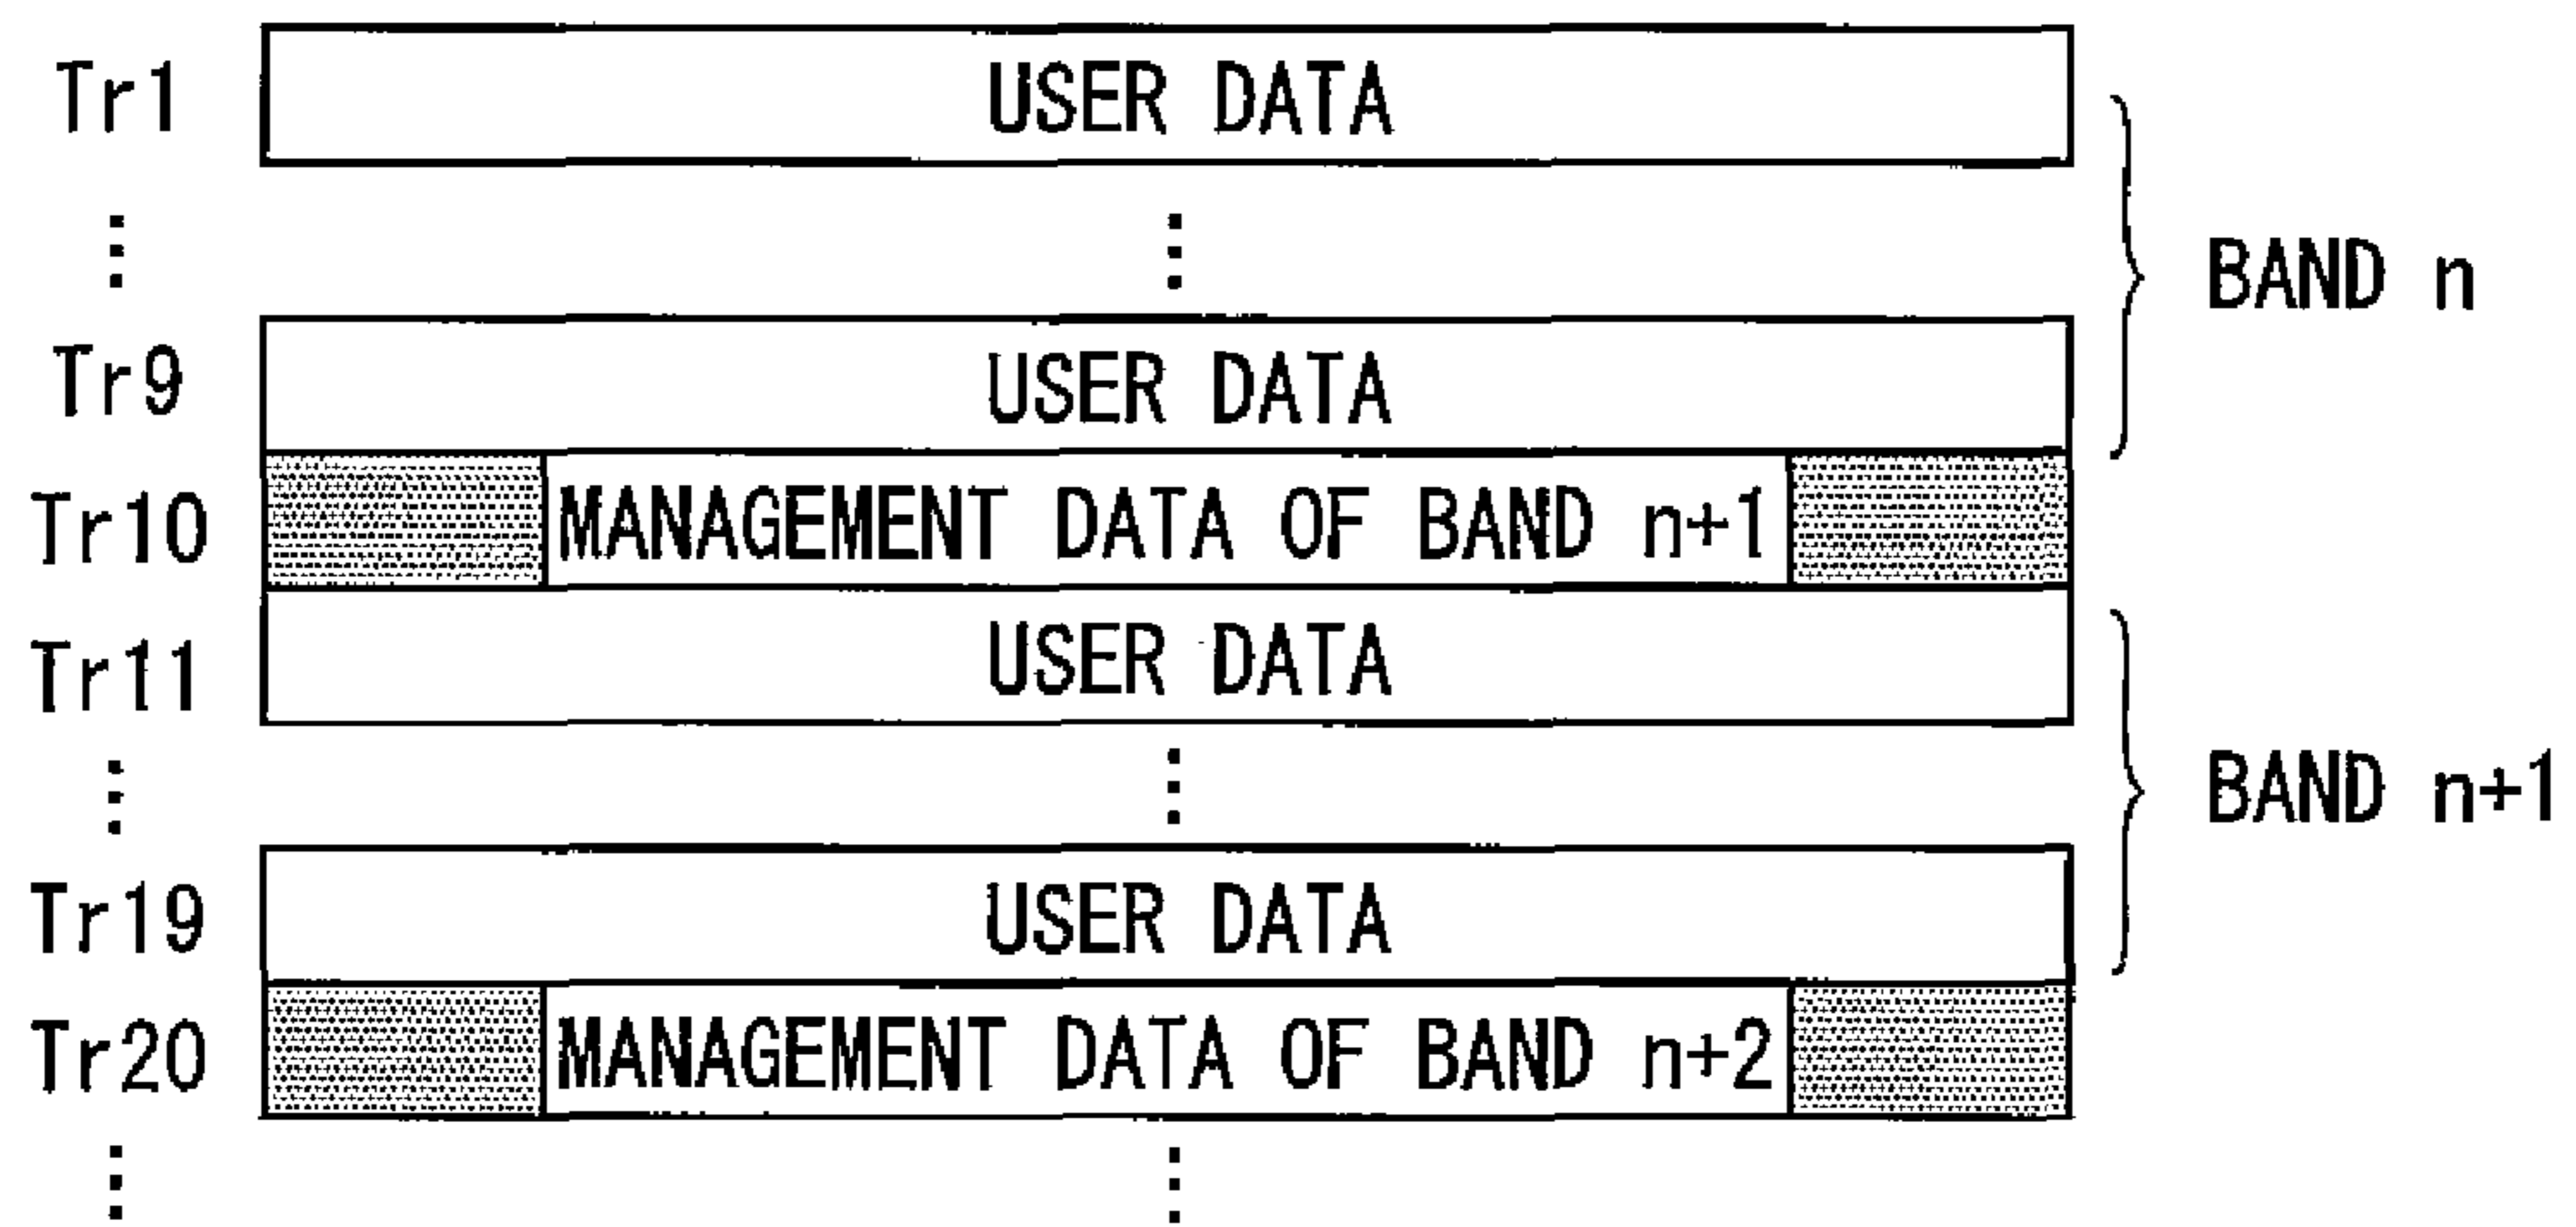 Tr1 USER DATA
BAND n
Tr9 USER DATA
Tr10 MANAGEMENT DATA OF BAND n+1
Tr11 USER DATA
BAND n+1
Tr19 USER DATA
Tr20 MANAGEMENT DATA OF BAND n+2